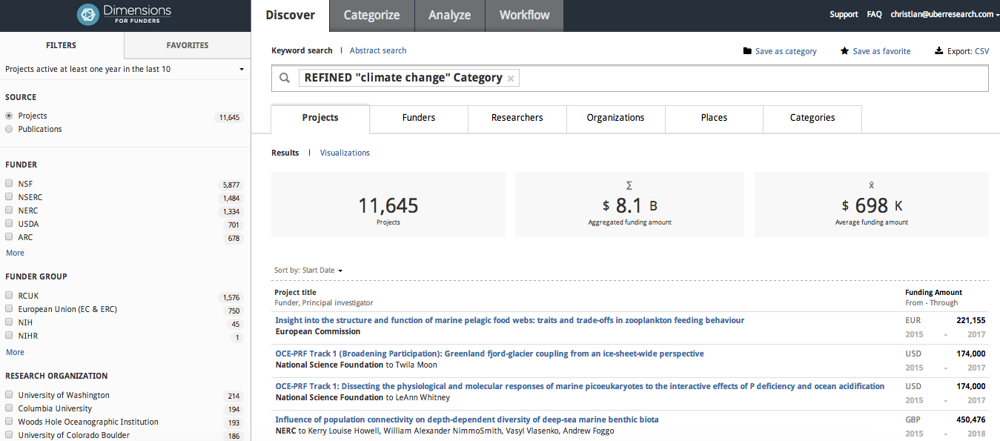 Dimensions
FOR FUNDERS
Discover
Categorize
Analyze
Workflow
Support FAQ christian@uberresearch.com
FILTERS
FAVORITES
Projects active at least one year in the last 10
SOURCE
Projects 11,645
Publications
FUNDER
NSF 5,877
NSERC 1,484
NERC 1,334
USDA 701
ARC 678
More
FUNDER GROUP
RCUK 1,576
European Union (EC & ERC) 750
NIH 45
NIHR 1
More
RESEARCH ORGANIZATION
University of Washington 214
Columbia University 194
Woods Hole Oceanographic Institution 193
University of Colorado Boulder 186
Keyword search | Abstract search
Save as category Save as favorite Export: CSV
REFINED "climate change" Category ×
Projects Funders Researchers Organizations Places Categories
Results | Visualizations
11,645
Projects
Σ
$ 8.1 B
Aggregated funding amount
x̄
$ 698 K
Average funding amount
Sort by: Start Date
Project title Funding Amount
Funder, Principal investigator From - Through
Insight into the structure and function of marine pelagic food webs: traits and trade-offs in zooplankton feeding behaviour EUR 221,155
European Commission 2015 - 2017
OCE-PRF Track 1 (Broadening Participation): Greenland fjord-glacier coupling from an ice-sheet-wide perspective USD 174,000
National Science Foundation to Twila Moon 2015 - 2017
OCE-PRF Track 1: Dissecting the physiological and molecular responses of marine picoeukaryotes to the interactive effects of P deficiency and ocean acidification USD 174,000
National Science Foundation to LeAnn Whitney 2015 - 2017
Influence of population connectivity on depth-dependent diversity of deep-sea marine benthic biota GBP 450,476
NERC to Kerry Louise Howell, William Alexander NimmoSmith, Vasyl Vlasenko, Andrew Foggo 2015 - 2018